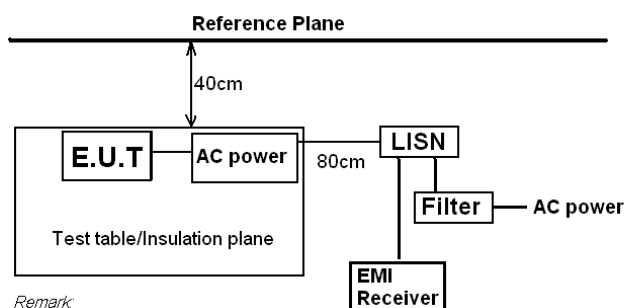 Reference Plane
40cm
E.U.T
AC power
80cm
LISN
Filter
AC power
Test table/Insulation plane
EMI
Receiver
Remark: